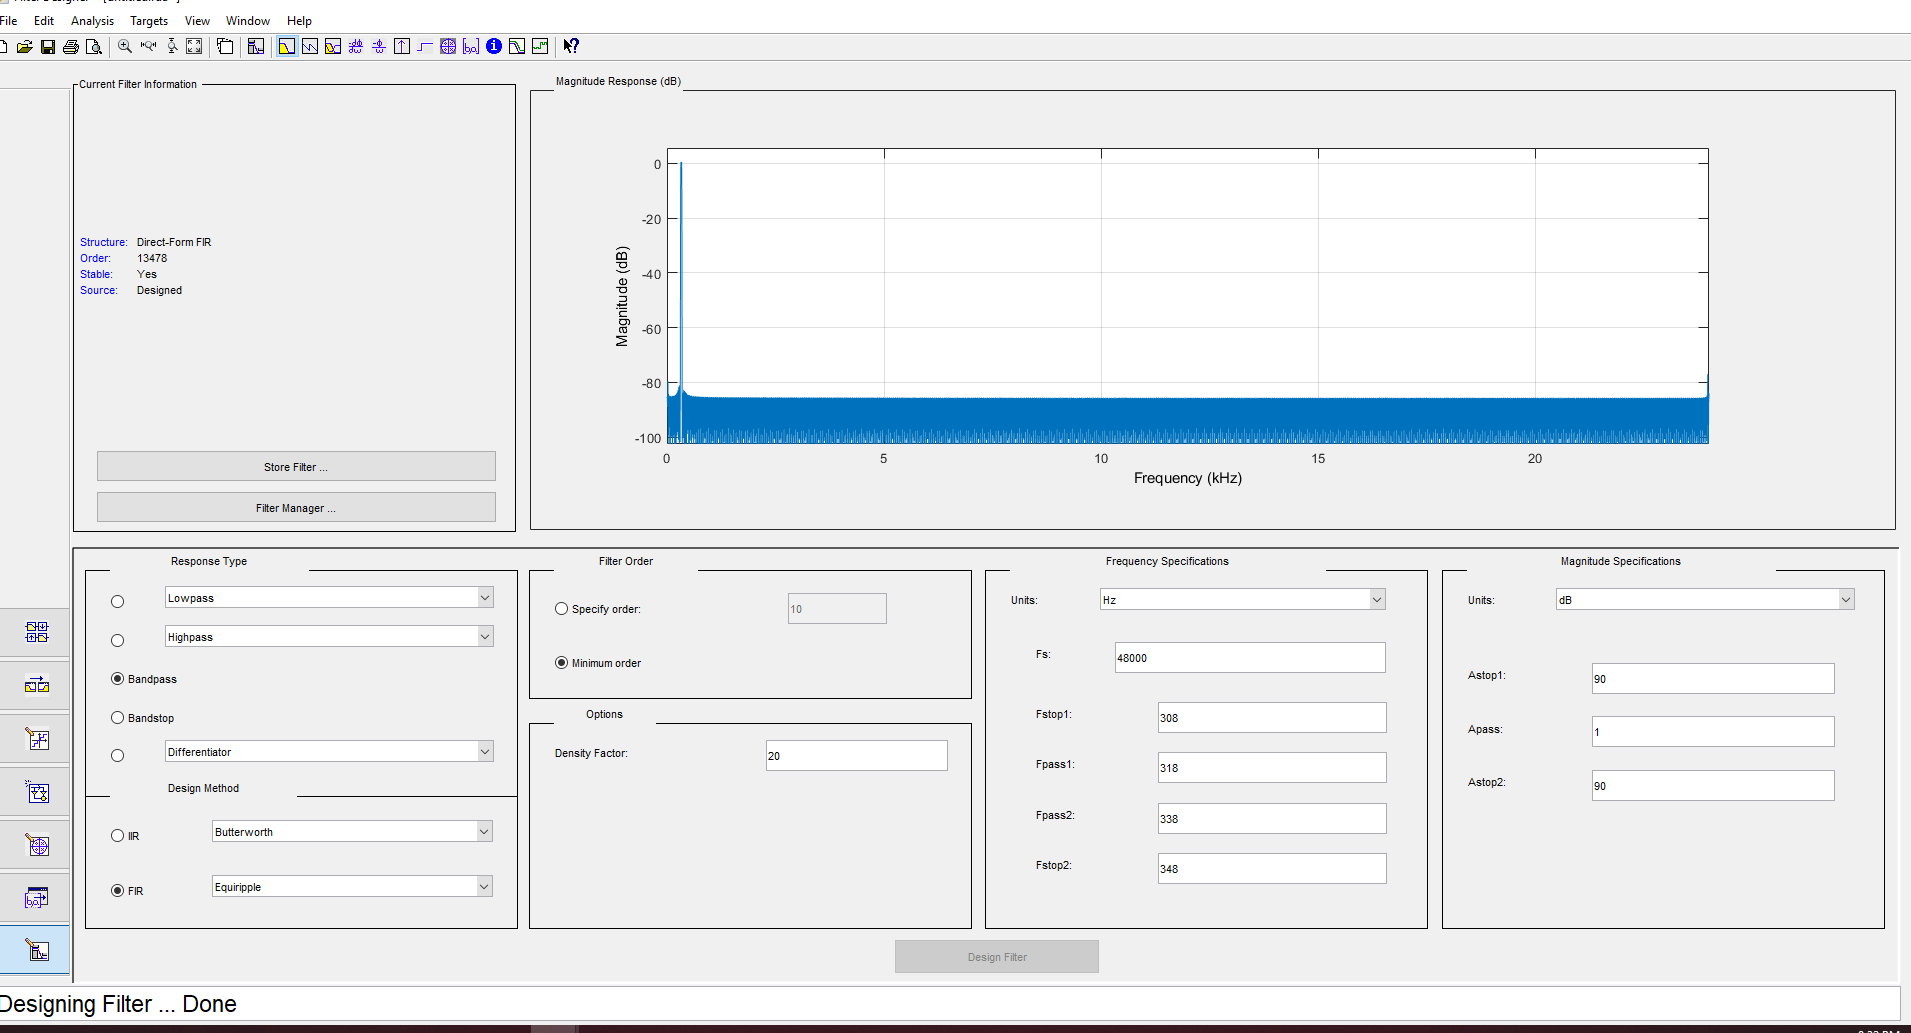 File Edit Analysis Targets View Window Help
Current Filter Information
Structure: Direct-Form FIR
Order: 13478
Stable: Yes
Source: Designed
Store Filter ...
Filter Manager ...
Magnitude Response (dB)
0
-20
-40
-60
-80
-100
Magnitude (dB)
0 5 10 15 20
Frequency (kHz)
Response Type
Lowpass
Highpass
Bandpass
Bandstop
Differentiator
Design Method
IIR Butterworth
FIR Equiripple
Filter Order
Specify order: 10
Minimum order
Options
Density Factor: 20
Frequency Specifications
Units: Hz
Fs: 48000
Fstop1: 308
Fpass1: 318
Fpass2: 338
Fstop2: 348
Magnitude Specifications
Units: dB
Astop1: 90
Apass: 1
Astop2: 90
Design Filter
Designing Filter ... Done